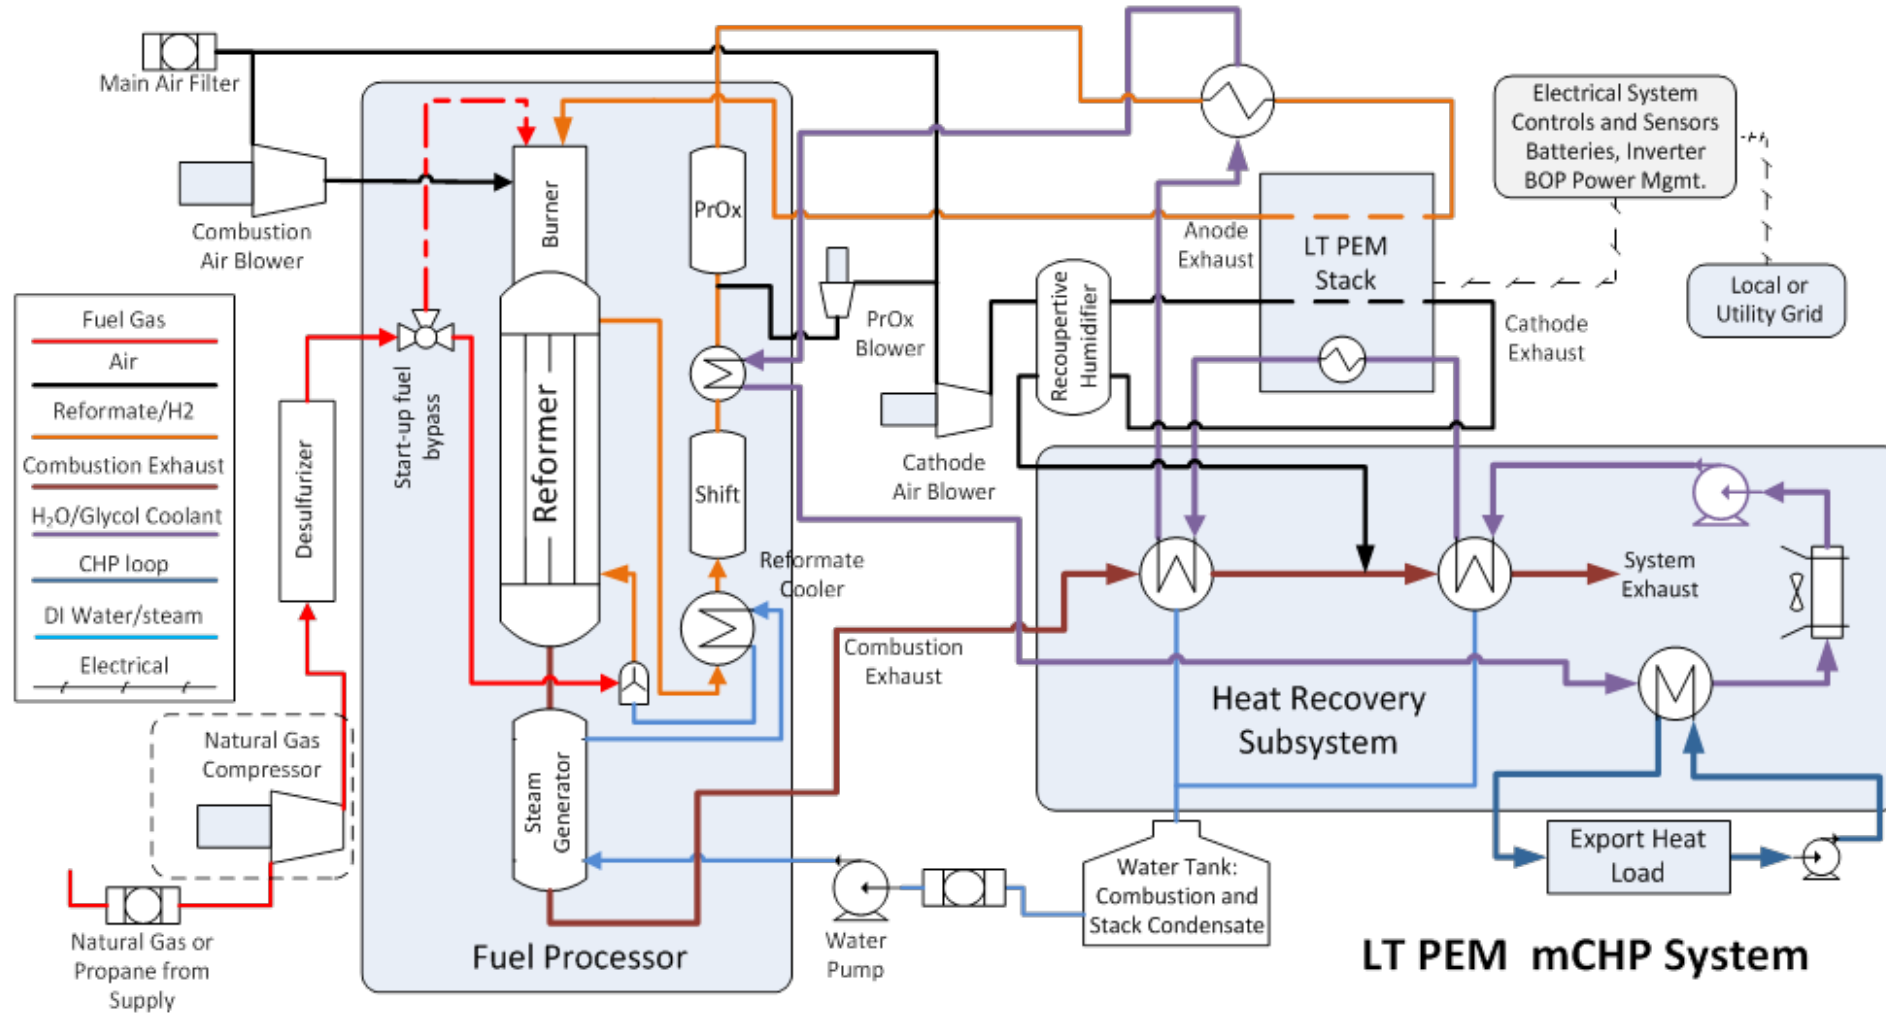 Main Air Filter
Combustion
Air Blower
Fuel Gas
Air
Reformate/H2
Combustion Exhaust
H₂O/Glycol Coolant
CHP loop
DI Water/steam
Electrical
Natural Gas
Compressor
Natural Gas or
Propane from
Supply
Desulfurizer
Start-up fuel
bypass
Burner
Reformer
Steam
Generator
Fuel Processor
PrOx
Shift
Reformate
Cooler
PrOx
Blower
Cathode
Air Blower
Recoupertive
Humidifier
Anode
Exhaust
LT PEM
Stack
Cathode
Exhaust
Electrical System
Controls and Sensors
Batteries, Inverter
BOP Power Mgmt.
Local or
Utility Grid
Combustion
Exhaust
System
Exhaust
Heat Recovery
Subsystem
Water
Pump
Water Tank:
Combustion and
Stack Condensate
Export Heat
Load
LT PEM mCHP System